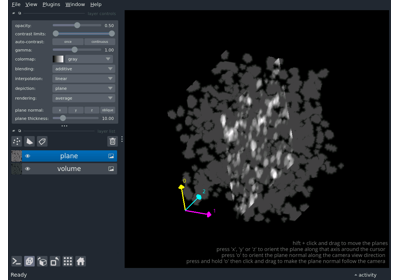 File View Plugins Window Help
opacity: 0.50
contrast limits:
auto-contrast: once continuous
gamma: 1.00
colormap: gray
blending: additive
interpolation: linear
depiction: plane
rendering: average
plane normal: x y z oblique
plane thickness: 10.00
plane
volume
shift + click and drag to move the planes
press 'x', 'y' or 'z' to orient the plane along that axis around the cursor
press 'o' to orient the plane normal along the camera view direction
press and hold 'o' then click and drag to make the plane normal follow the camera
Ready
activity